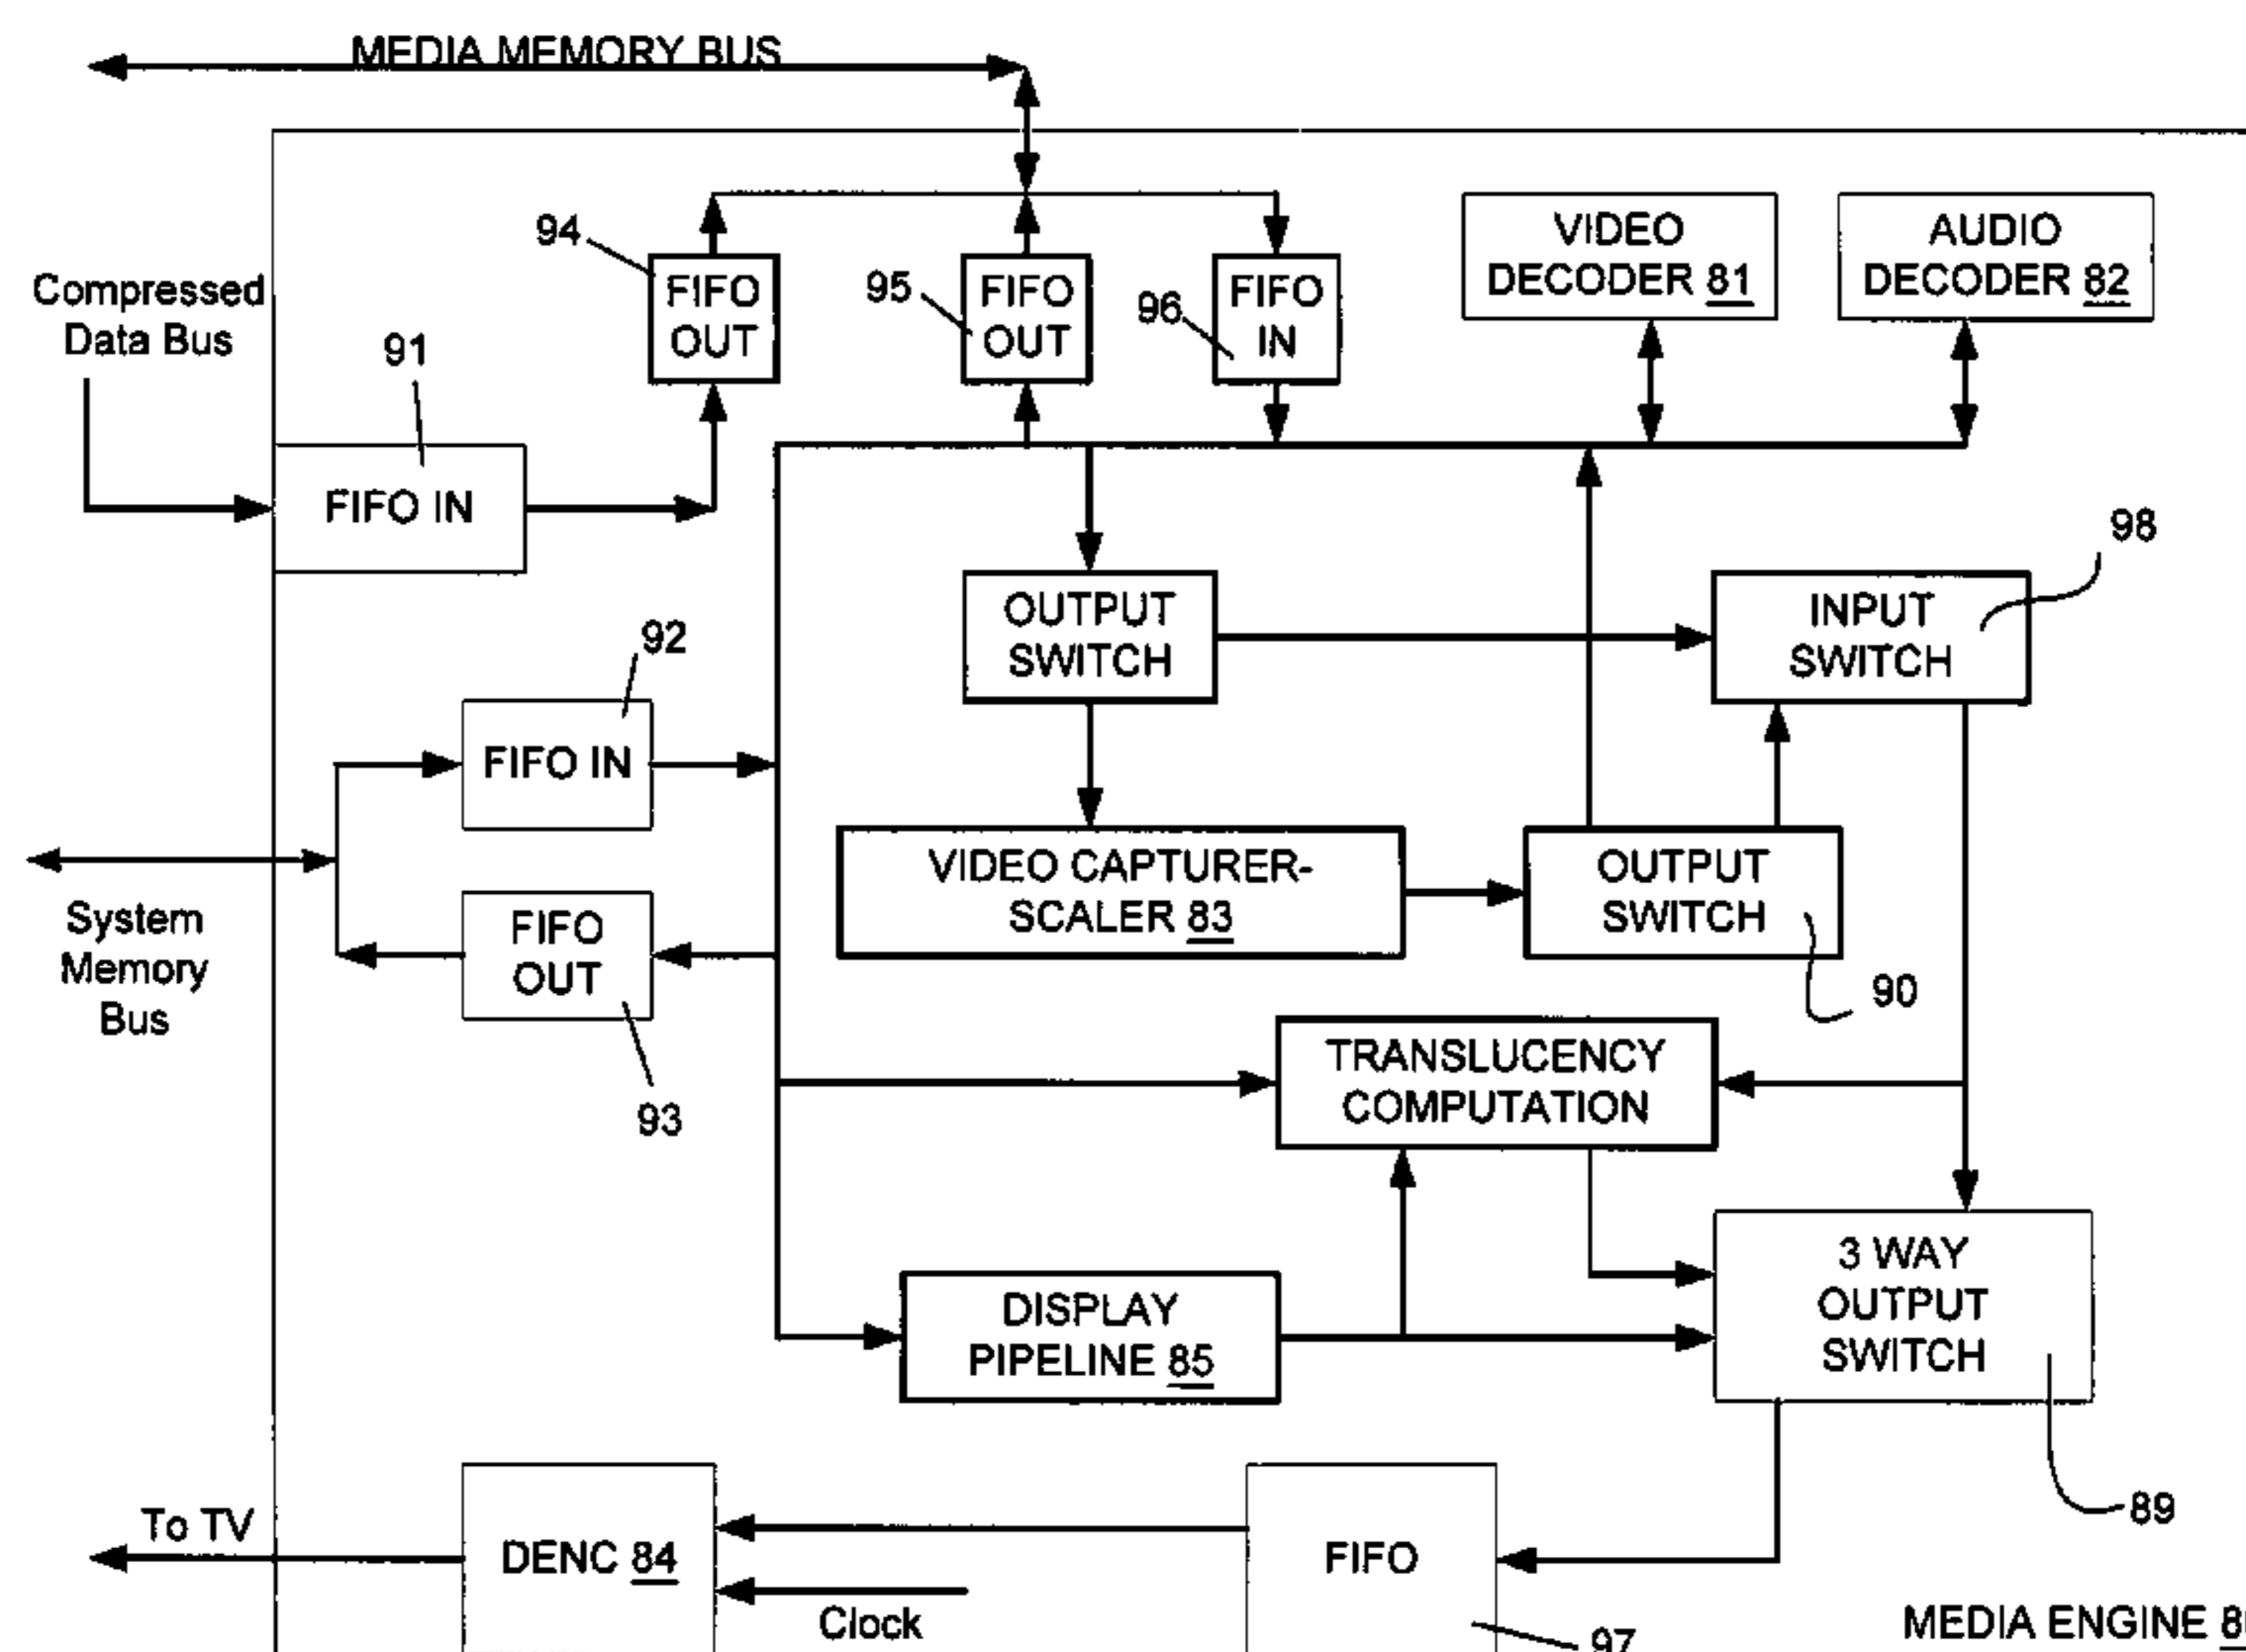 MEDIA MEMORY BUS
94
FIFO
OUT
95
FIFO
OUT
96
FIFO
IN
VIDEO
DECODER 81
AUDIO
DECODER 82
Compressed
Data Bus
91
FIFO IN
98
OUTPUT
SWITCH
INPUT
SWITCH
92
FIFO IN
System
Memory
Bus
FIFO
OUT
93
VIDEO CAPTURER-
SCALER 83
OUTPUT
SWITCH
90
TRANSLUCENCY
COMPUTATION
DISPLAY
PIPELINE 85
3 WAY
OUTPUT
SWITCH
89
To TV
DENC 84
Clock
FIFO
97
MEDIA ENGINE